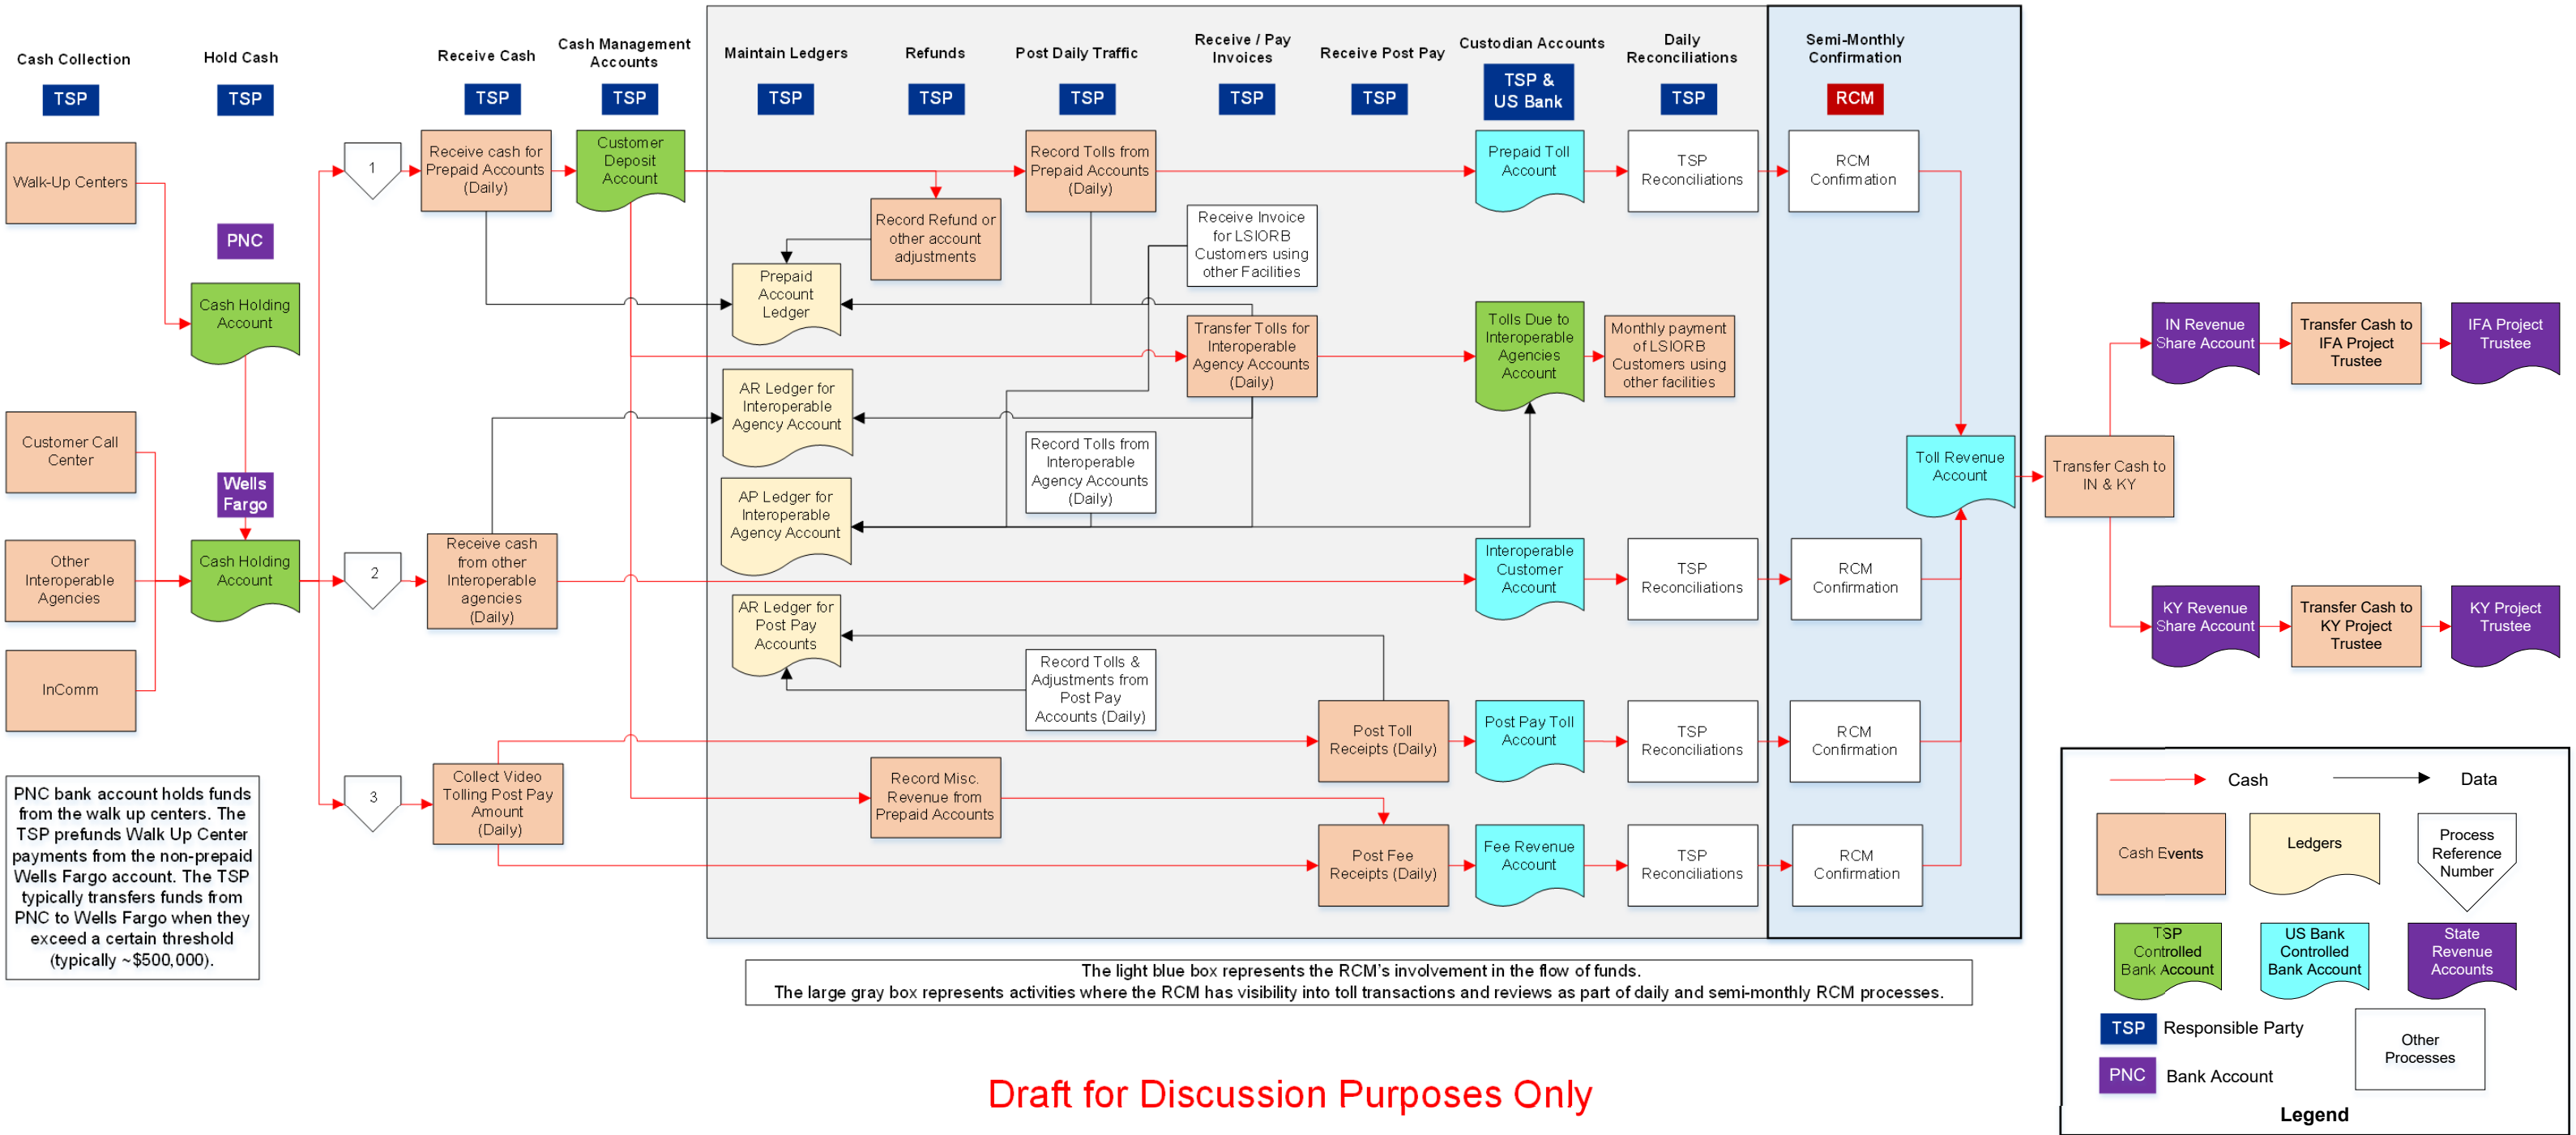 Cash Collection
TSP
Hold Cash
TSP
Receive Cash
TSP
Cash Management
Accounts
TSP
Maintain Ledgers
TSP
Refunds
TSP
Post Daily Traffic
TSP
Receive / Pay
Invoices
TSP
Receive Post Pay
TSP
Custodian Accounts
TSP &
US Bank
Daily
Reconciliations
TSP
Semi-Monthly
Confirmation
RCM
Walk-Up Centers
PNC
Cash Holding
Account
Customer Call
Center
Wells
Fargo
Other
Interoperable
Agencies
Cash Holding
Account
InComm
PNC bank account holds funds
from the walk up centers. The
TSP prefunds Walk Up Center
payments from the non-prepaid
Wells Fargo account. The TSP
typically transfers funds from
PNC to Wells Fargo when they
exceed a certain threshold
(typically ~$500,000).
1
Receive cash for
Prepaid Accounts
(Daily)
Customer
Deposit
Account
Record Refund or
other account
adjustments
Record Tolls from
Prepaid Accounts
(Daily)
Receive Invoice
for LSIORB
Customers using
other Facilities
Prepaid
Account
Ledger
Transfer Tolls for
Interoperable
Agency Accounts
(Daily)
Prepaid Toll
Account
TSP
Reconciliations
RCM
Confirmation
Tolls Due to
Interoperable
Agencies
Account
Monthly payment
of LSIORB
Customers using
other facilities
AR Ledger for
Interoperable
Agency Account
Record Tolls from
Interoperable
Agency Accounts
(Daily)
AP Ledger for
Interoperable
Agency Account
2
Receive cash
from other
Interoperable
agencies
(Daily)
Interoperable
Customer
Account
TSP
Reconciliations
RCM
Confirmation
AR Ledger for
Post Pay
Accounts
Record Tolls &
Adjustments from
Post Pay
Accounts (Daily)
Post Toll
Receipts (Daily)
Post Pay Toll
Account
TSP
Reconciliations
RCM
Confirmation
3
Collect Video
Tolling Post Pay
Amount
(Daily)
Record Misc.
Revenue from
Prepaid Accounts
Post Fee
Receipts (Daily)
Fee Revenue
Account
TSP
Reconciliations
RCM
Confirmation
Toll Revenue
Account
Transfer Cash to
IN & KY
IN Revenue
Share Account
Transfer Cash to
IFA Project
Trustee
IFA Project
Trustee
KY Revenue
Share Account
Transfer Cash to
KY Project
Trustee
KY Project
Trustee
The light blue box represents the RCM's involvement in the flow of funds.
The large gray box represents activities where the RCM has visibility into toll transactions and reviews as part of daily and semi-monthly RCM processes.
Draft for Discussion Purposes Only
Cash
Data
Cash Events
Ledgers
Process
Reference
Number
TSP
Controlled
Bank Account
US Bank
Controlled
Bank Account
State
Revenue
Accounts
TSP
Responsible Party
PNC
Bank Account
Other
Processes
Legend